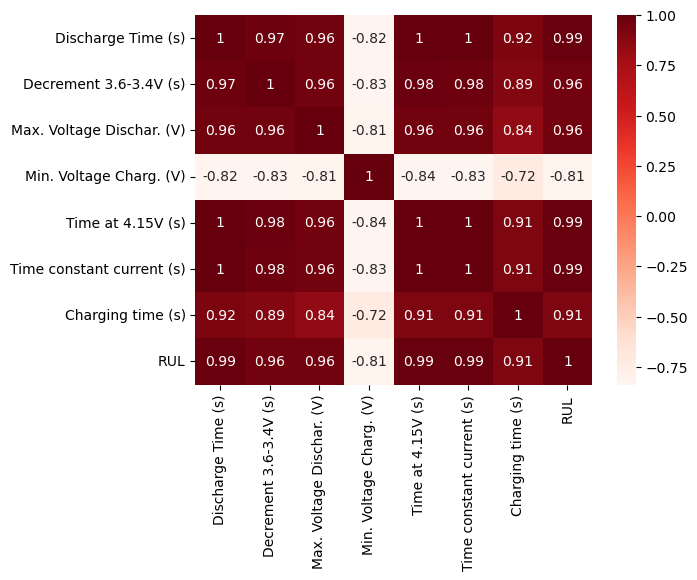 Discharge Time (s) 1 0.97 0.96 -0.82 1 1 0.92 0.99
Decrement 3.6-3.4V (s) 0.97 1 0.96 -0.83 0.98 0.98 0.89 0.96
Max. Voltage Dischar. (V) 0.96 0.96 1 -0.81 0.96 0.96 0.84 0.96
Min. Voltage Charg. (V) -0.82 -0.83 -0.81 1 -0.84 -0.83 -0.72 -0.81
Time at 4.15V (s) 1 0.98 0.96 -0.84 1 1 0.91 0.99
Time constant current (s) 1 0.98 0.96 -0.83 1 1 0.91 0.99
Charging time (s) 0.92 0.89 0.84 -0.72 0.91 0.91 1 0.91
RUL 0.99 0.96 0.96 -0.81 0.99 0.99 0.91 1
Discharge Time (s)
Decrement 3.6-3.4V (s)
Max. Voltage Dischar. (V)
Min. Voltage Charg. (V)
Time at 4.15V (s)
Time constant current (s)
Charging time (s)
RUL
1.00
0.75
0.50
0.25
0.00
−0.25
−0.50
−0.75